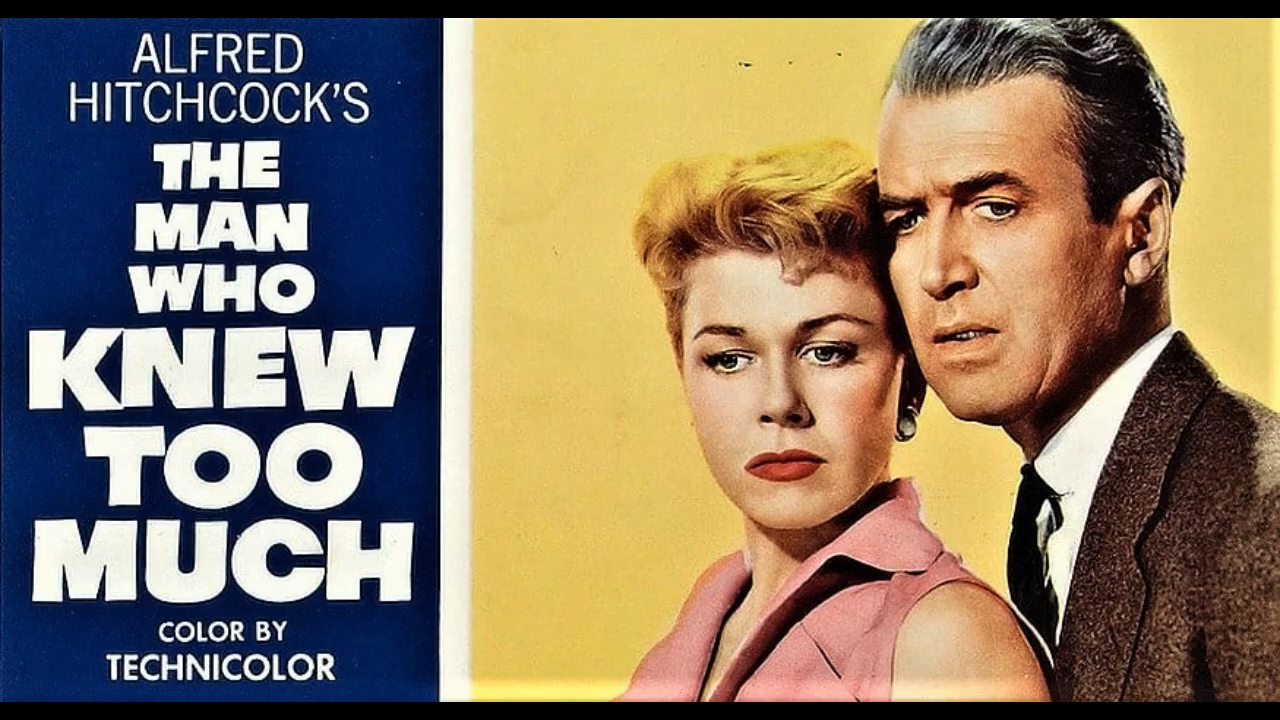 ALFRED
HITCHCOCK'S
THE
MAN
WHO
KNEW
TOO
MUCH
COLOR BY
TECHNICOLOR